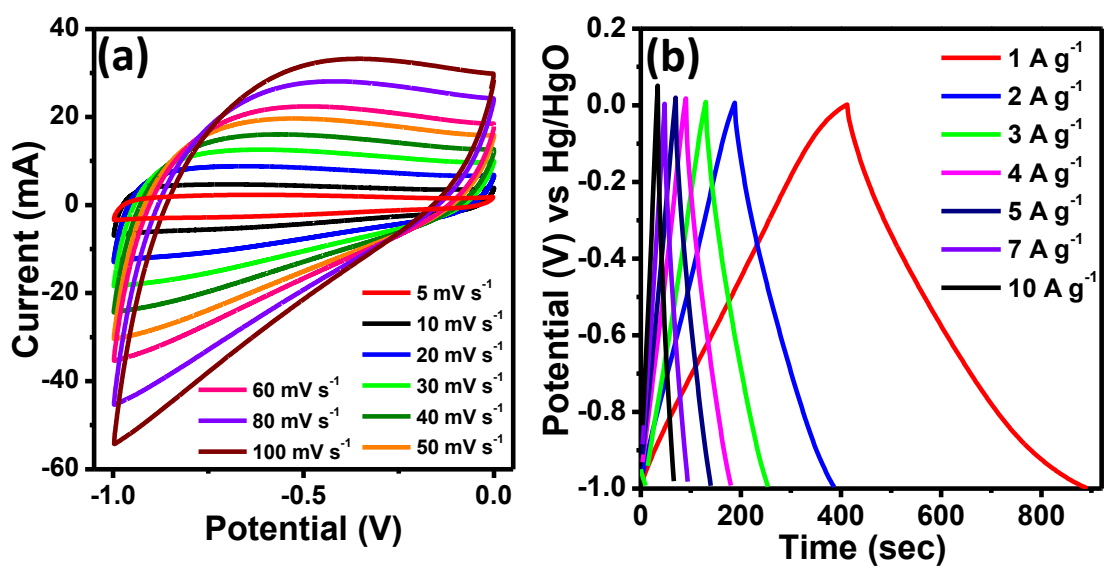 (a)
40
20
0
-20
-40
-60
Current (mA)
-1.0
-0.5
0.0
Potential (V)
5 mV s⁻¹
10 mV s⁻¹
20 mV s⁻¹
30 mV s⁻¹
40 mV s⁻¹
50 mV s⁻¹
60 mV s⁻¹
80 mV s⁻¹
100 mV s⁻¹
(b)
0.0
-0.2
-0.4
-0.6
-0.8
-1.0
Potential (V) vs Hg/HgO
0
200
400
600
800
Time (sec)
1 A g⁻¹
2 A g⁻¹
3 A g⁻¹
4 A g⁻¹
5 A g⁻¹
7 A g⁻¹
10 A g⁻¹